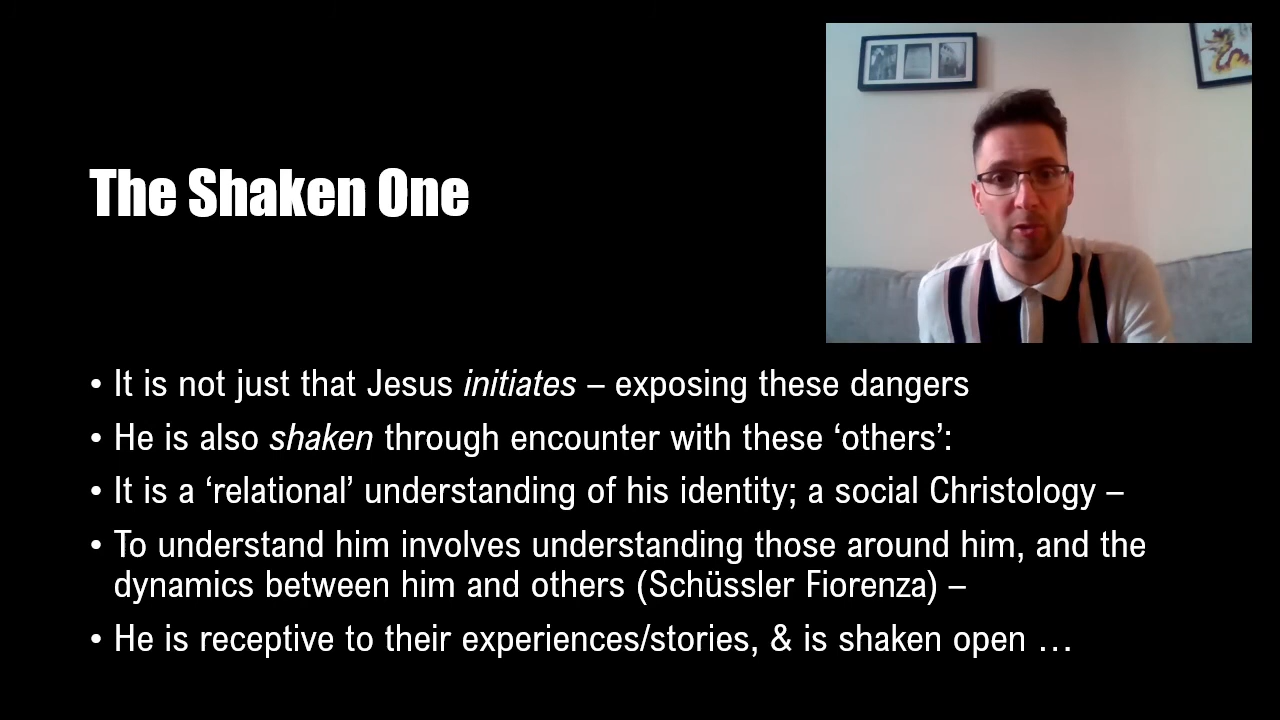 The Shaken One
• It is not just that Jesus initiates – exposing these dangers
• He is also shaken through encounter with these ‘others’:
• It is a ‘relational’ understanding of his identity; a social Christology –
• To understand him involves understanding those around him, and the
dynamics between him and others (Schüssler Fiorenza) –
• He is receptive to their experiences/stories, & is shaken open …